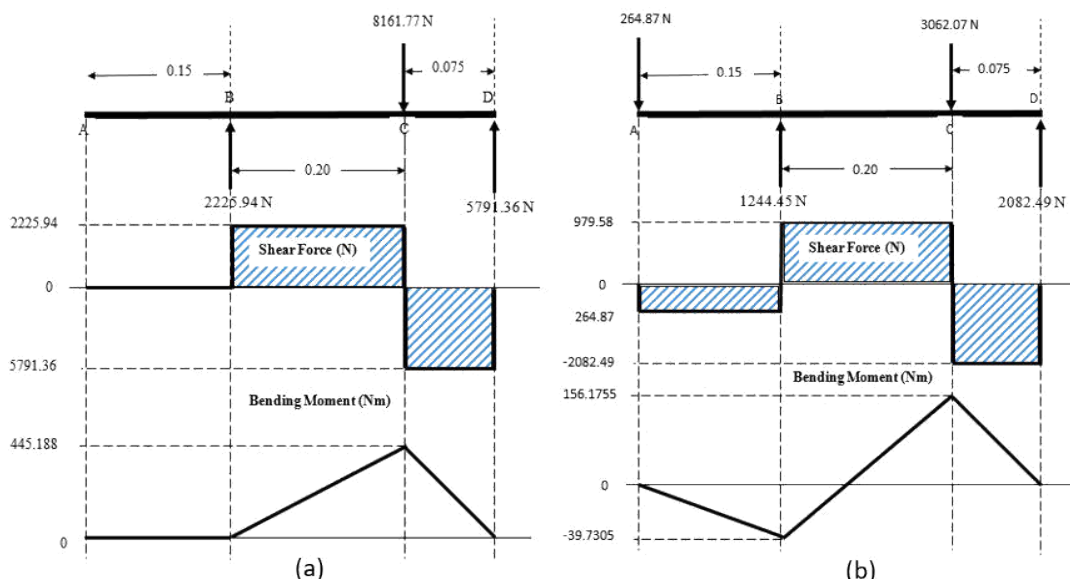 8161.77 N
0.15
0.075
B
D
A
C
0.20
2225.94 N
5791.36 N
2225.94
Shear Force (N)
0
5791.36
Bending Moment (Nm)
445.188
0
(a)
264.87 N
3062.07 N
0.15
0.075
B
D
A
C
0.20
1244.45 N
2082.49 N
979.58
Shear Force (N)
0
264.87
-2082.49
Bending Moment (Nm)
156.1755
0
-39.7305
(b)